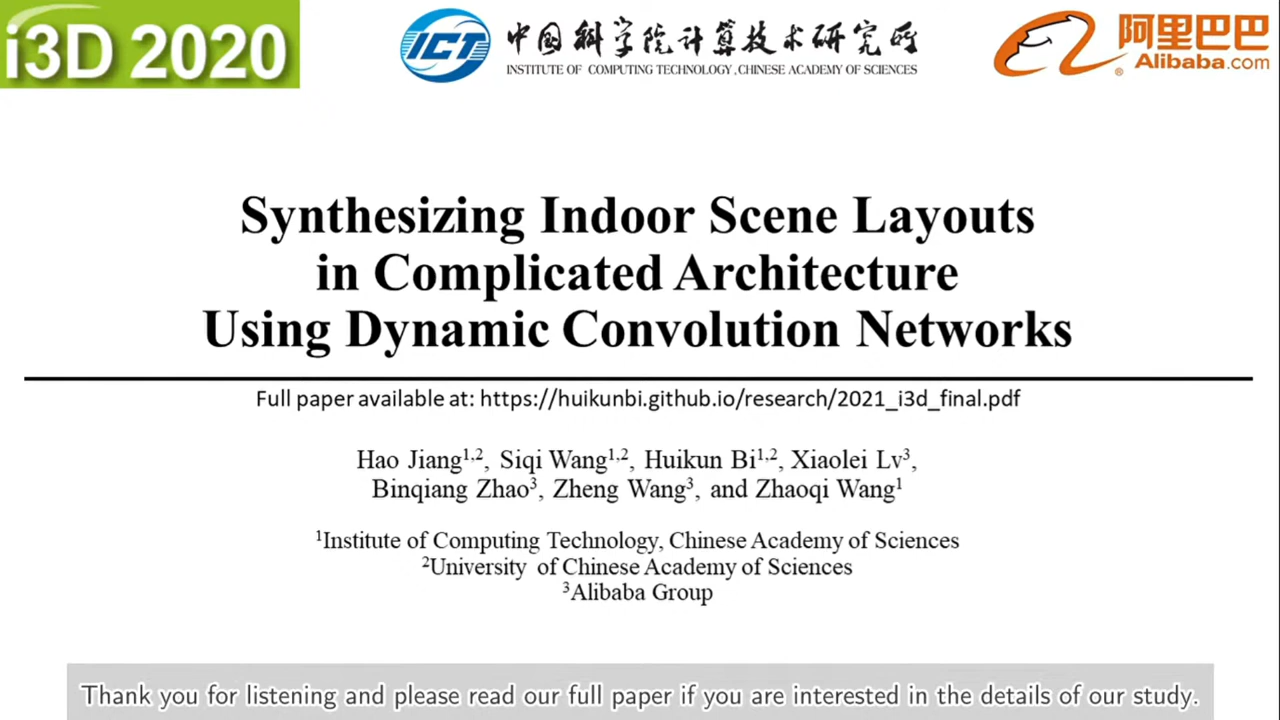 i3D 2020
ICT
中国科学院计算技术研究所
INSTITUTE OF COMPUTING TECHNOLOGY, CHINESE ACADEMY OF SCIENCES
阿里巴巴
®
Alibaba.com
Synthesizing Indoor Scene Layouts
in Complicated Architecture
Using Dynamic Convolution Networks
Full paper available at: https://huikunbi.github.io/research/2021_i3d_final.pdf
Hao Jiang¹,², Siqi Wang¹,², Huikun Bi¹,², Xiaolei Lv³,
Binqiang Zhao³, Zheng Wang³, and Zhaoqi Wang¹
¹Institute of Computing Technology, Chinese Academy of Sciences
²University of Chinese Academy of Sciences
³Alibaba Group
Thank you for listening and please read our full paper if you are interested in the details of our study.